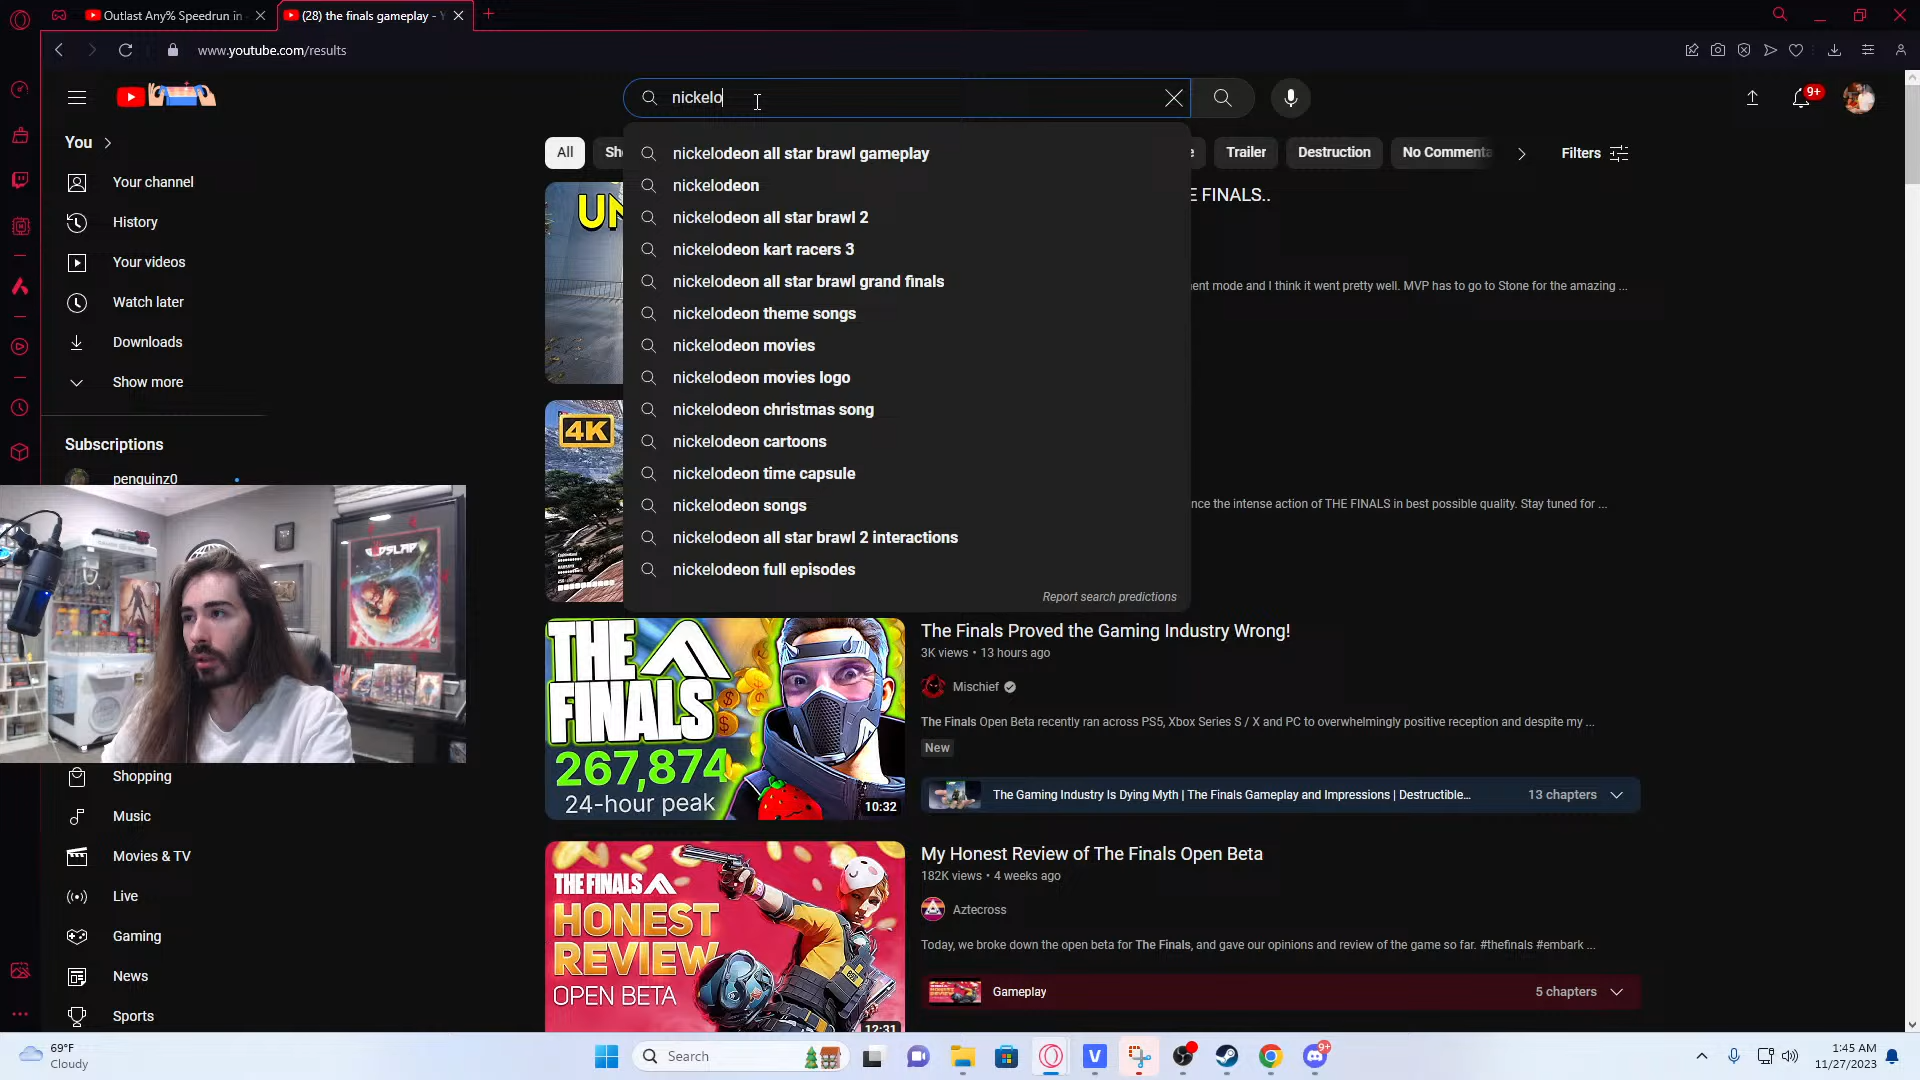 Outlast Any% Speedrun in
(28) the finals gameplay - Y
www.youtube.com/results
nickelo
You
Your channel
History
Your videos
Watch later
Downloads
Show more
Subscriptions
penguinz0
Shopping
Music
Movies & TV
Live
Gaming
News
Sports
9+
All
Sh
e
Trailer
Destruction
No Commenta
Filters
nickelodeon all star brawl gameplay
nickelodeon
nickelodeon all star brawl 2
nickelodeon kart racers 3
nickelodeon all star brawl grand finals
nickelodeon theme songs
nickelodeon movies
nickelodeon movies logo
nickelodeon christmas song
nickelodeon cartoons
nickelodeon time capsule
nickelodeon songs
nickelodeon all star brawl 2 interactions
nickelodeon full episodes
Report search predictions
UN
E FINALS..
ent mode and I think it went pretty well. MVP has to go to Stone for the amazing ...
4K
nce the intense action of THE FINALS in best possible quality. Stay tuned for ...
THE
FINALS
267,874
24-hour peak
10:32
The Finals Proved the Gaming Industry Wrong!
3K views • 13 hours ago
Mischief
The Finals Open Beta recently ran across PS5, Xbox Series S / X and PC to overwhelmingly positive reception and despite my ...
New
The Gaming Industry Is Dying Myth | The Finals Gameplay and Impressions | Destructible...
13 chapters
THE FINALS
HONEST
REVIEW
OPEN BETA
12:31
My Honest Review of The Finals Open Beta
182K views • 4 weeks ago
Aztecross
Today, we broke down the open beta for The Finals, and gave our opinions and review of the game so far. #thefinals #embark ...
Gameplay
5 chapters
GODSLAP
69°F
Cloudy
Search
V
9+
1:45 AM
11/27/2023